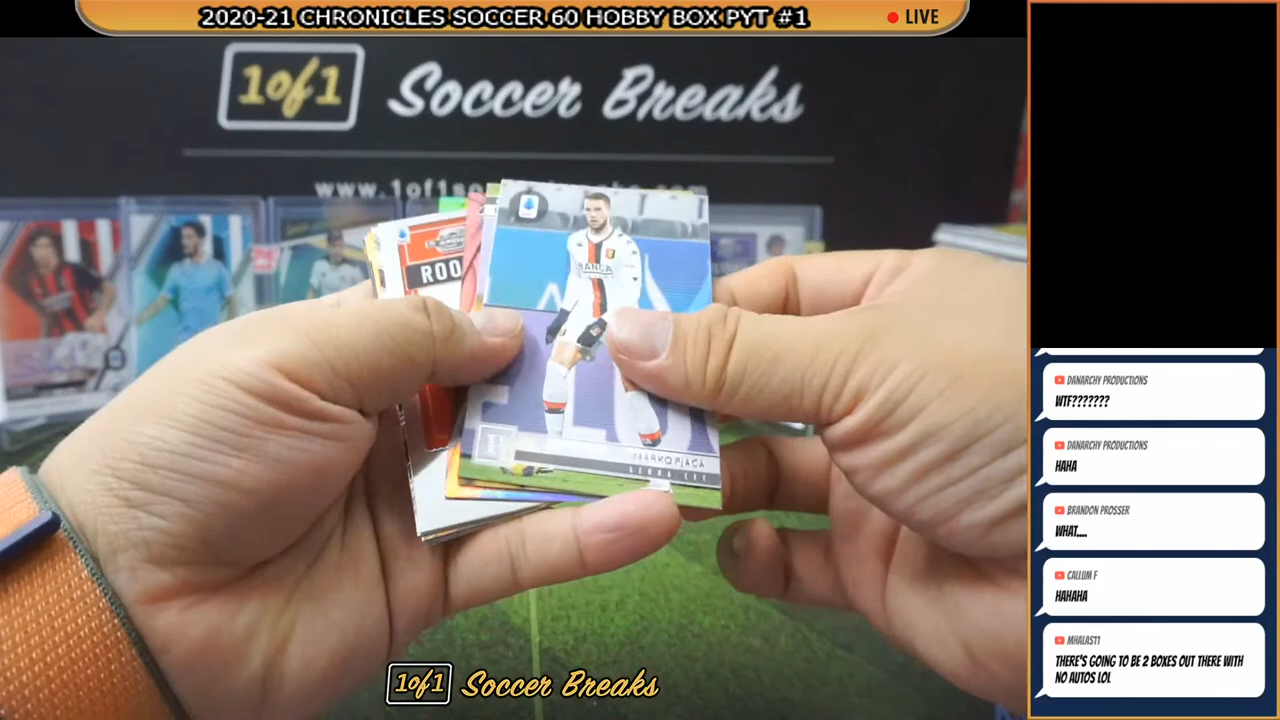 2020-21 CHRONICLES SOCCER 60 HOBBY BOX PYT #1
LIVE
1of1 Soccer Breaks
ROO
MARKO PJACA
GENOA CFC
DANARCHY PRODUCTIONS
WTF???????
DANARCHY PRODUCTIONS
HAHA
BRANDON PROSSER
WHAT....
CALLUM F
HAHAHA
MHALAS11
THERE'S GOING TO BE 2 BOXES OUT THERE WITH
NO AUTOS LOL
1of1 Soccer Breaks